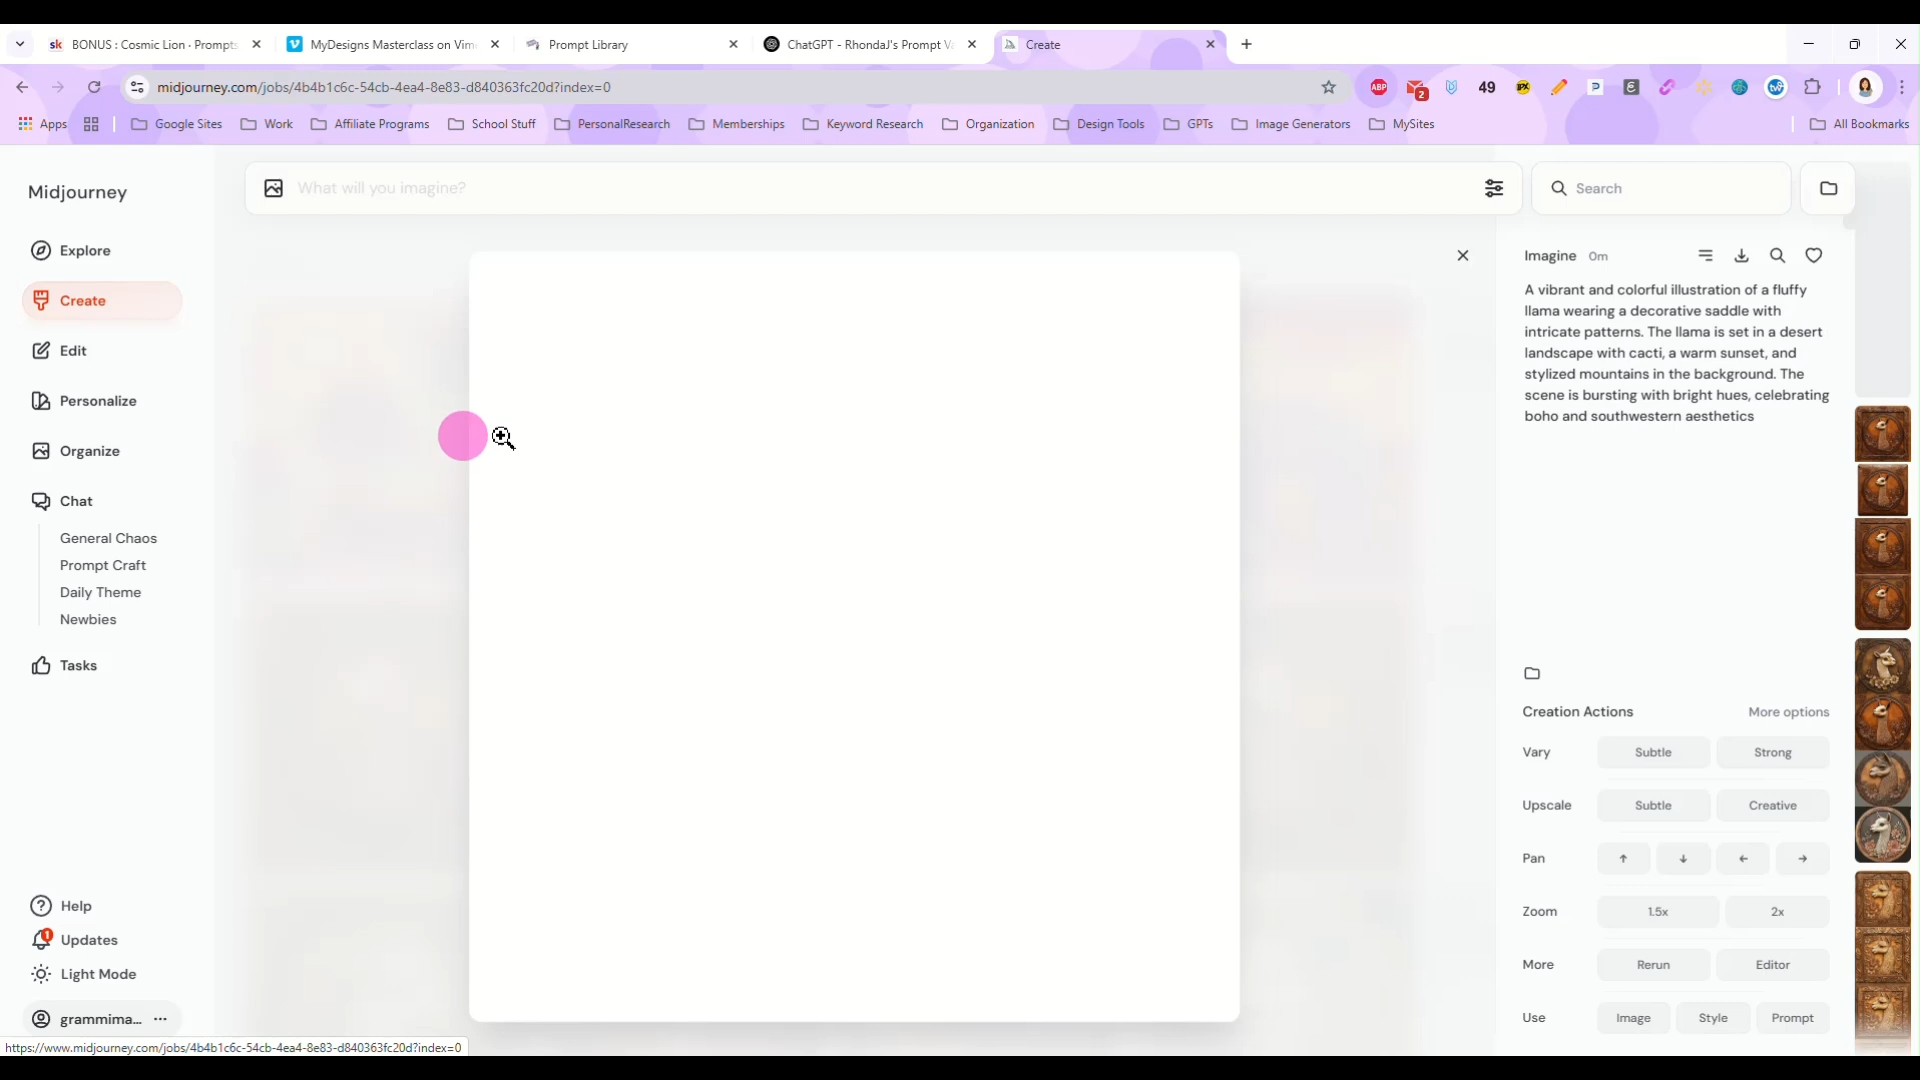 BONUS : Cosmic Lion - Prompts
MyDesigns Masterclass on Vim
Prompt Library
ChatGPT - RhondaJ's Prompt Va
Create
midjourney.com/jobs/4b4b1c6c-54cb-4ea4-8e83-d840363fc20d?index=0
ABP
2
49
Apps
Google Sites
Work
Affiliate Programs
School Stuff
PersonalResearch
Memberships
Keyword Research
Organization
Design Tools
GPTs
Image Generators
MySites
All Bookmarks
Midjourney
What will you imagine?
Search
Explore
Create
Edit
Personalize
Organize
Chat
General Chaos
Prompt Craft
Daily Theme
Newbies
Tasks
Help
1
Updates
Light Mode
grammima...
Imagine 0m
A vibrant and colorful illustration of a fluffy
llama wearing a decorative saddle with
intricate patterns. The llama is set in a desert
landscape with cacti, a warm sunset, and
stylized mountains in the background. The
scene is bursting with bright hues, celebrating
boho and southwestern aesthetics
Creation Actions More options
Vary Subtle Strong
Upscale Subtle Creative
Pan
Zoom 1.5x 2x
More Rerun Editor
Use Image Style Prompt
https://www.midjourney.com/jobs/4b4b1c6c-54cb-4ea4-8e83-d840363fc20d?index=0